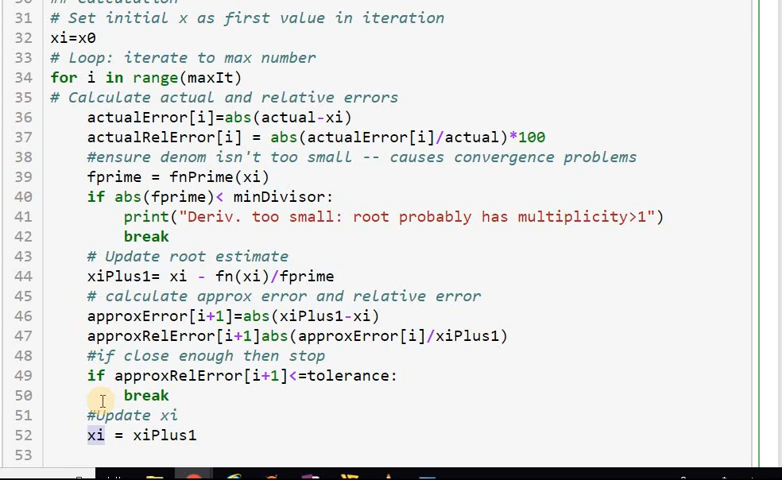 31 # Set initial x as first value in iteration
32 xi=x0
33 # Loop: iterate to max number
34 for i in range(maxIt)
35 # Calculate actual and relative errors
36 actualError[i]=abs(actual-xi)
37 actualRelError[i] = abs(actualError[i]/actual)*100
38 #ensure denom isn't too small -- causes convergence problems
39 fprime = fnPrime(xi)
40 if abs(fprime)< minDivisor:
41 print("Deriv. too small: root probably has multiplicity>1")
42 break
43 # Update root estimate
44 xiPlus1= xi - fn(xi)/fprime
45 # calculate approx error and relative error
46 approxError[i+1]=abs(xiPlus1-xi)
47 approxRelError[i+1]abs(approxError[i]/xiPlus1)
48 #if close enough then stop
49 if approxRelError[i+1]<=tolerance:
50 break
51 #Update xi
52 xi = xiPlus1
53